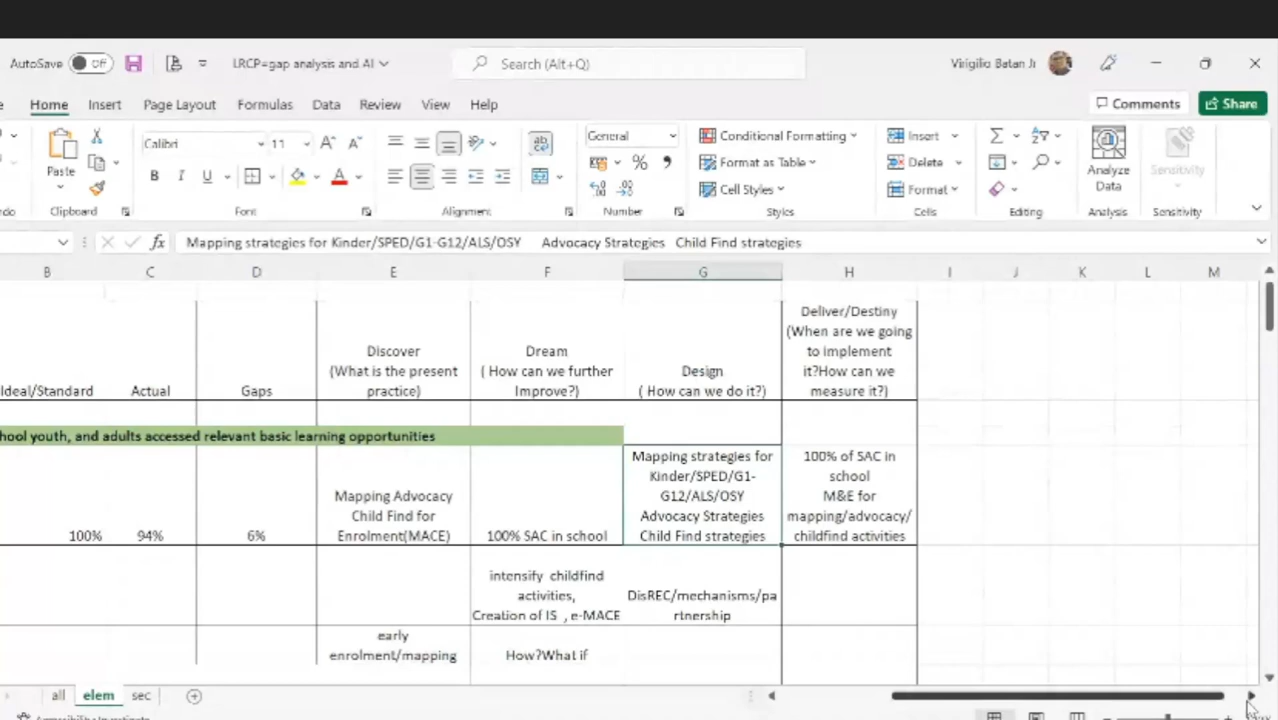 AutoSave Off LRCP=gap analysis and AI Search (Alt+Q) Virigilio Batan Jr
Home Insert Page Layout Formulas Data Review View Help Comments Share
Calibri 11 General Conditional Formatting Insert
Paste Format as Table Delete Analyze Sensitivity
B I U A Cell Styles Format Data
Clipboard Font Alignment Number Styles Cells Editing Analysis Sensitivity
fx Mapping strategies for Kinder/SPED/G1-G12/ALS/OSY Advocacy Strategies Child Find strategies
B C D E F G H I J K L M
Ideal/Standard
Actual
Gaps
Discover
(What is the present
practice)
Dream
( How can we further
Improve?)
Design
( How can we do it?)
Deliver/Destiny
(When are we going
to implement
it?How can we
measure it?)
hool youth, and adults accessed relevant basic learning opportunities
100%
94%
6%
Mapping Advocacy
Child Find for
Enrolment(MACE)
100% SAC in school
Mapping strategies for
Kinder/SPED/G1-
G12/ALS/OSY
Advocacy Strategies
Child Find strategies
100% of SAC in
school
M&E for
mapping/advocacy/
childfind activities
intensify childfind
activities,
Creation of IS , e-MACE
DisREC/mechanisms/pa
rtnership
early
enrolment/mapping
How?What if
all elem sec